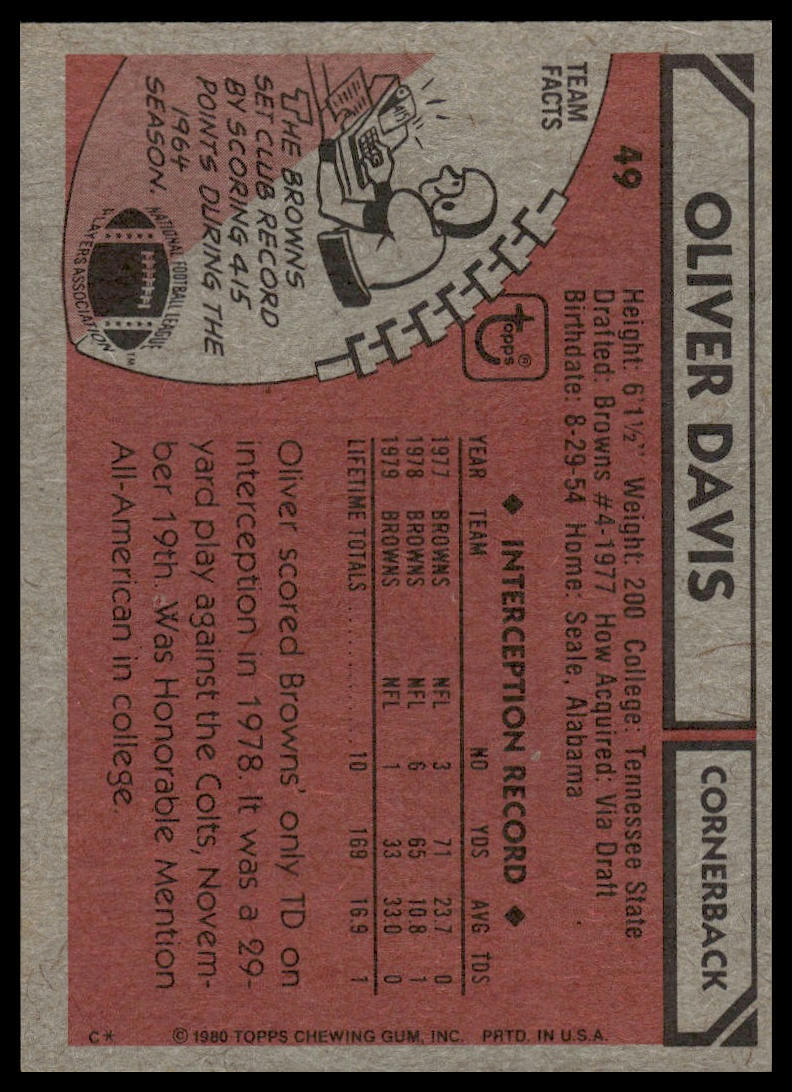 OLIVER DAVIS
CORNERBACK
49
Height: 6'1½" Weight: 200 College: Tennessee State
Drafted: Browns #4-1977 How Acquired: Via Draft
Birthdate: 8-29-54 Home: Seale, Alabama
TEAM
FACTS
415
THE BROWNS
SET CLUB RECORD
BY SCORING 415
POINTS DURING THE
1964
SEASON.
NATIONAL FOOTBALL LEAGUE
PLAYERS ASSOCIATION
TM
topps®
◆ INTERCEPTION RECORD ◆
YEAR TEAM NO YDS AVG TDS
1977 BROWNS NFL 3 71 23.7 0
1978 BROWNS NFL 6 65 10.8 1
1979 BROWNS NFL 1 33 33.0 0
LIFETIME TOTALS 10 169 16.9 1
Oliver scored Browns' only TD on
interception in 1978. It was a 29-
yard play against the Colts, Novem-
ber 19th. Was Honorable Mention
All-American in college.
C* © 1980 TOPPS CHEWING GUM, INC. PRTD. IN U.S.A.